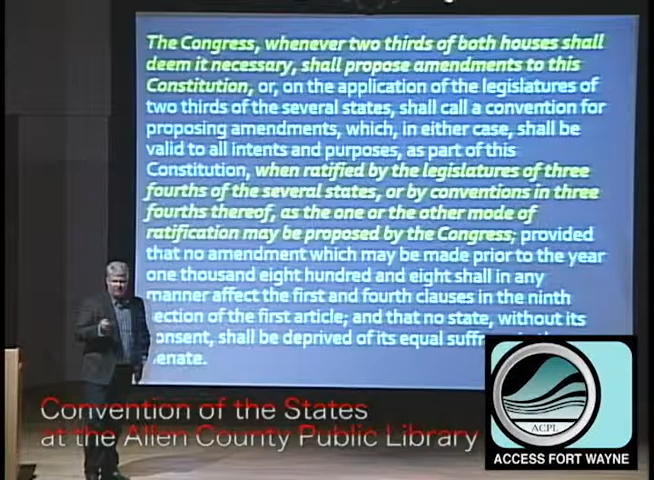 The Congress, whenever two thirds of both houses shall
deem it necessary, shall propose amendments to this
Constitution, or, on the application of the legislatures of
two thirds of the several states, shall call a convention for
proposing amendments, which, in either case, shall be
valid to all intents and purposes, as part of this
Constitution, when ratified by the legislatures of three
fourths of the several states, or by conventions in three
fourths thereof, as the one or the other mode of
ratification may be proposed by the Congress; provided
that no amendment which may be made prior to the year
one thousand eight hundred and eight shall in any
manner affect the first and fourth clauses in the ninth
ection of the first article; and that no state, without its
onsent, shall be deprived of its equal suffr
enate.
Convention of the States
at the Allen County Public Library
ACPL
ACCESS FORT WAYNE